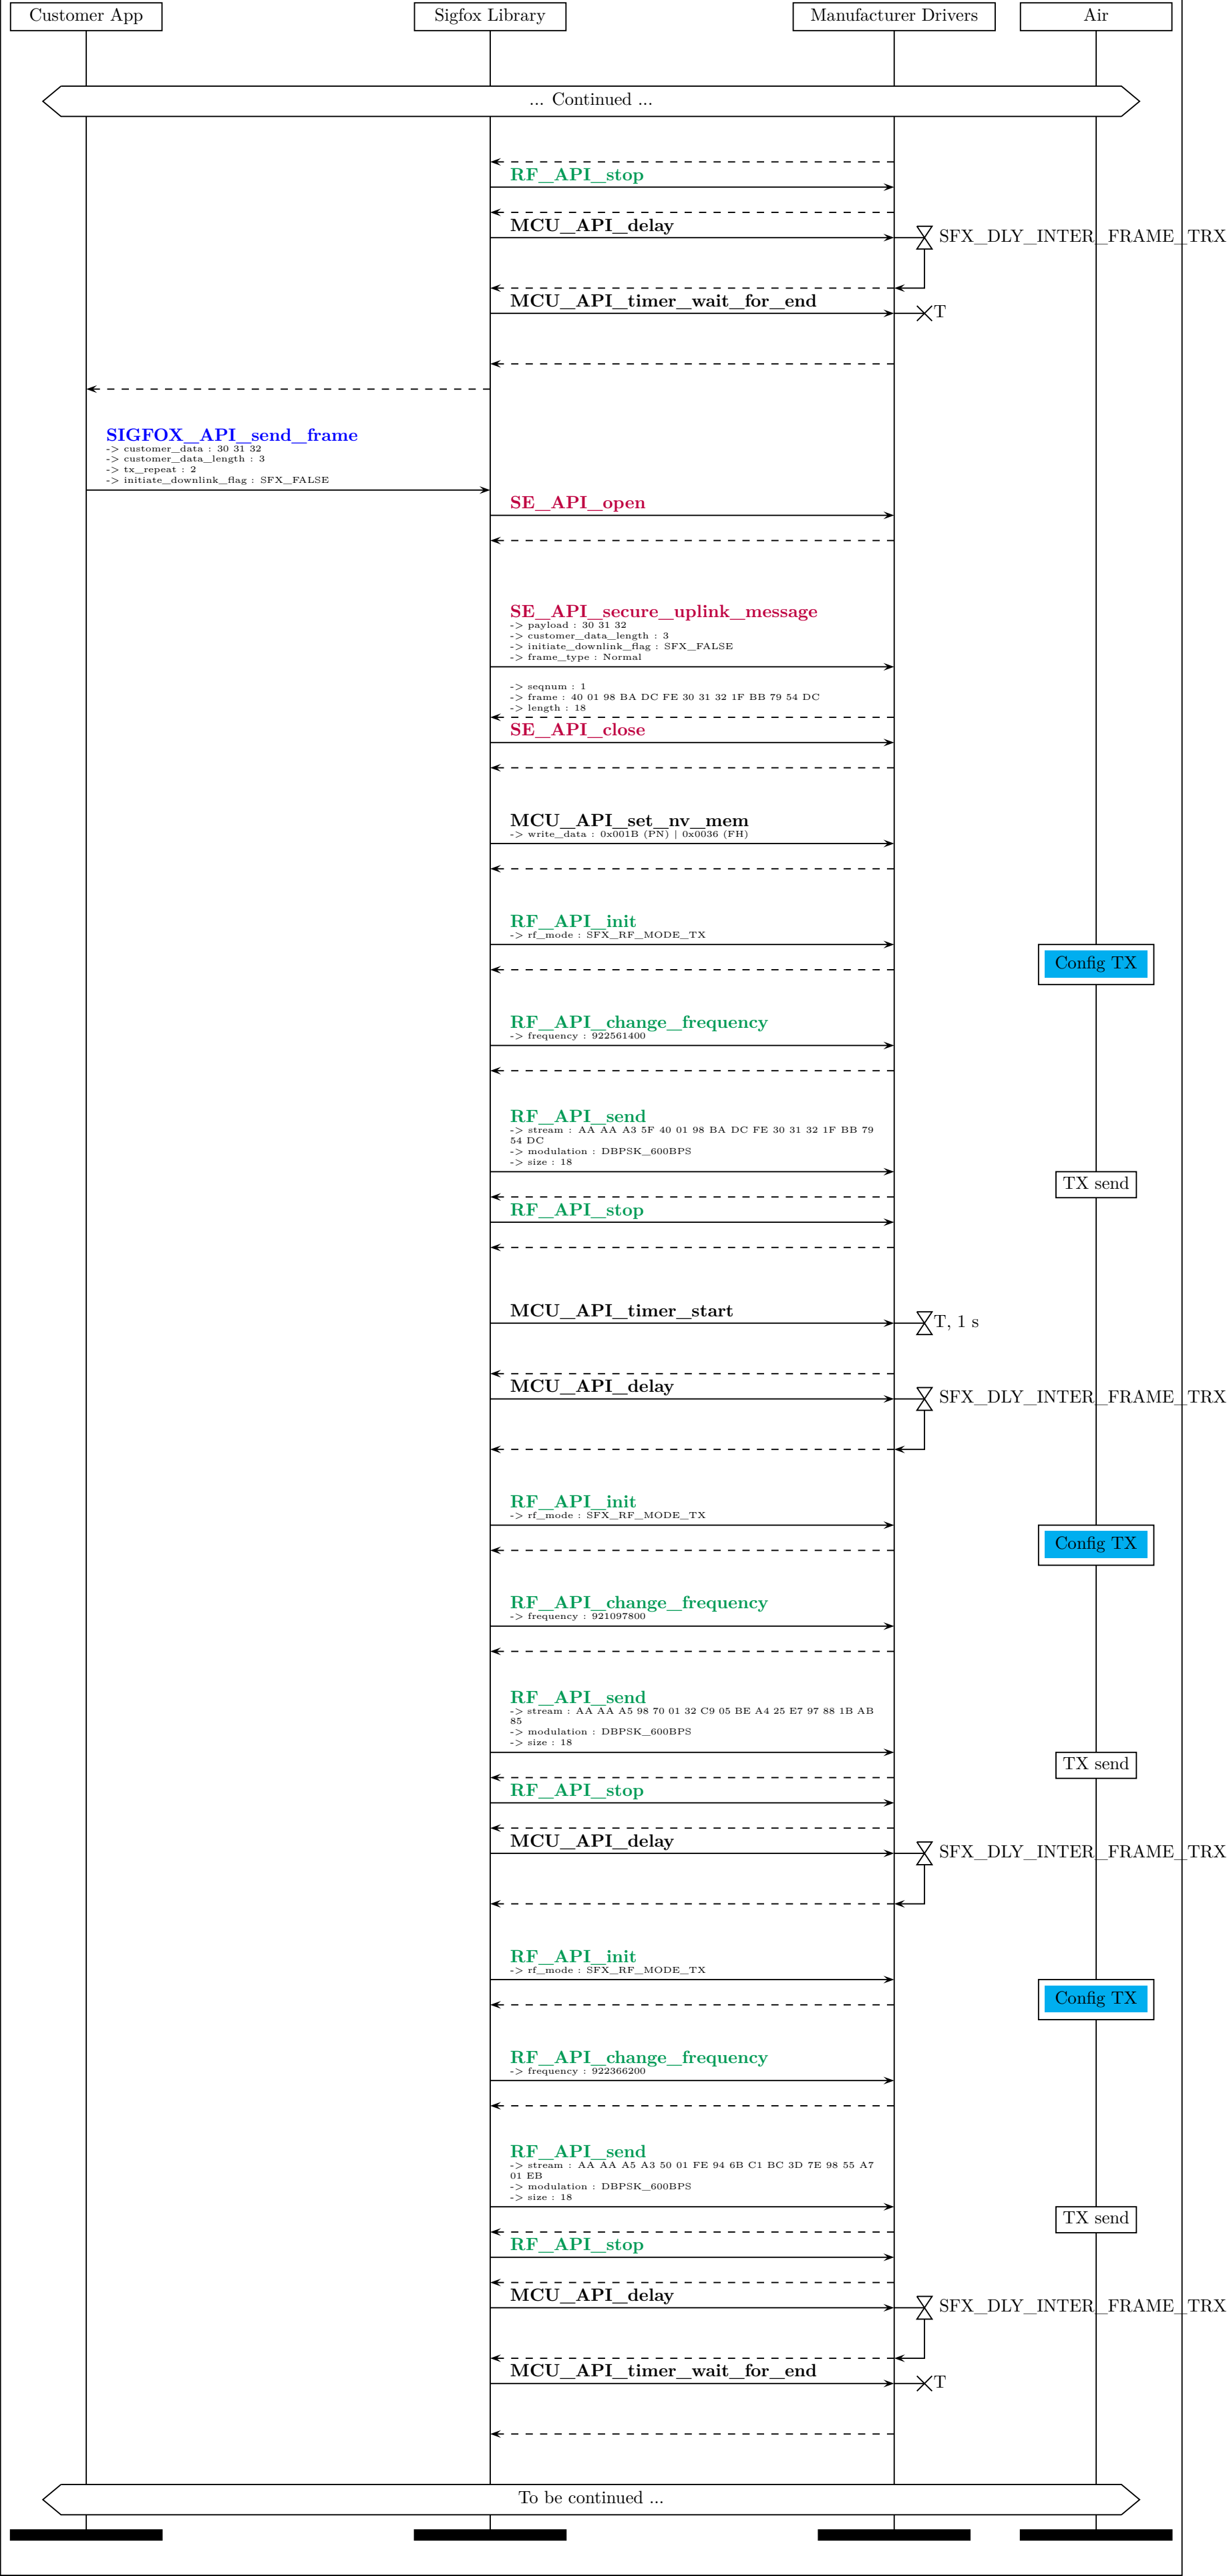 Customer App
Sigfox Library
Manufacturer Drivers
Air
... Continued ...
RF_API_stop
MCU_API_delay
SFX_DLY_INTER_FRAME_TRX
MCU_API_timer_wait_for_end
T
SIGFOX_API_send_frame
-> customer_data : 30 31 32
-> customer_data_length : 3
-> tx_repeat : 2
-> initiate_downlink_flag : SFX_FALSE
SE_API_open
SE_API_secure_uplink_message
-> payload : 30 31 32
-> customer_data_length : 3
-> initiate_downlink_flag : SFX_FALSE
-> frame_type : Normal
-> seqnum : 1
-> frame : 40 01 98 BA DC FE 30 31 32 1F BB 79 54 DC
-> length : 18
SE_API_close
MCU_API_set_nv_mem
-> write_data : 0x001B (PN) | 0x0036 (FH)
RF_API_init
-> rf_mode : SFX_RF_MODE_TX
Config TX
RF_API_change_frequency
-> frequency : 922561400
RF_API_send
-> stream : AA AA A3 5F 40 01 98 BA DC FE 30 31 32 1F BB 79
54 DC
-> modulation : DBPSK_600BPS
-> size : 18
TX send
RF_API_stop
MCU_API_timer_start
T, 1 s
MCU_API_delay
SFX_DLY_INTER_FRAME_TRX
RF_API_init
-> rf_mode : SFX_RF_MODE_TX
Config TX
RF_API_change_frequency
-> frequency : 921097800
RF_API_send
-> stream : AA AA A5 98 70 01 32 C9 05 BE A4 25 E7 97 88 1B AB
85
-> modulation : DBPSK_600BPS
-> size : 18
TX send
RF_API_stop
MCU_API_delay
SFX_DLY_INTER_FRAME_TRX
RF_API_init
-> rf_mode : SFX_RF_MODE_TX
Config TX
RF_API_change_frequency
-> frequency : 922366200
RF_API_send
-> stream : AA AA A5 A3 50 01 FE 94 6B C1 BC 3D 7E 98 55 A7
01 EB
-> modulation : DBPSK_600BPS
-> size : 18
TX send
RF_API_stop
MCU_API_delay
SFX_DLY_INTER_FRAME_TRX
MCU_API_timer_wait_for_end
T
To be continued ...